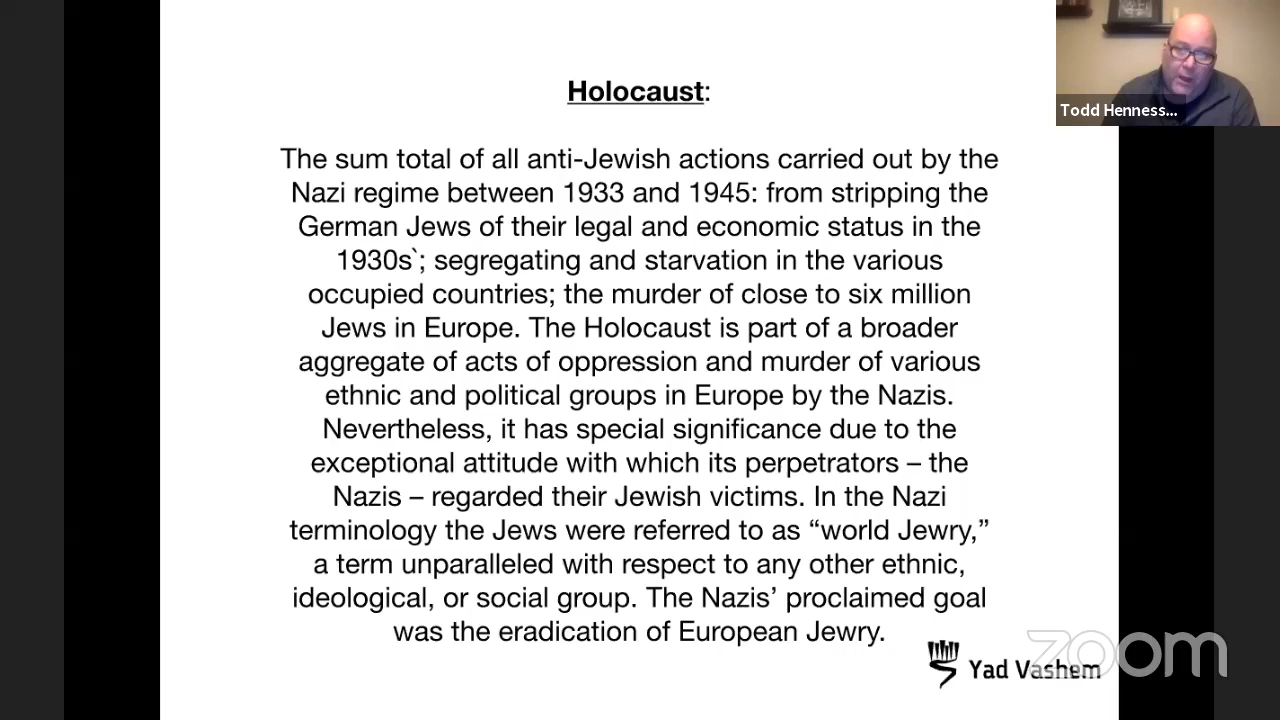 Holocaust:
The sum total of all anti-Jewish actions carried out by the
Nazi regime between 1933 and 1945: from stripping the
German Jews of their legal and economic status in the
1930s`; segregating and starvation in the various
occupied countries; the murder of close to six million
Jews in Europe. The Holocaust is part of a broader
aggregate of acts of oppression and murder of various
ethnic and political groups in Europe by the Nazis.
Nevertheless, it has special significance due to the
exceptional attitude with which its perpetrators – the
Nazis – regarded their Jewish victims. In the Nazi
terminology the Jews were referred to as “world Jewry,”
a term unparalleled with respect to any other ethnic,
ideological, or social group. The Nazis’ proclaimed goal
was the eradication of European Jewry.
Yad Vashem
zoom
Todd Henness...